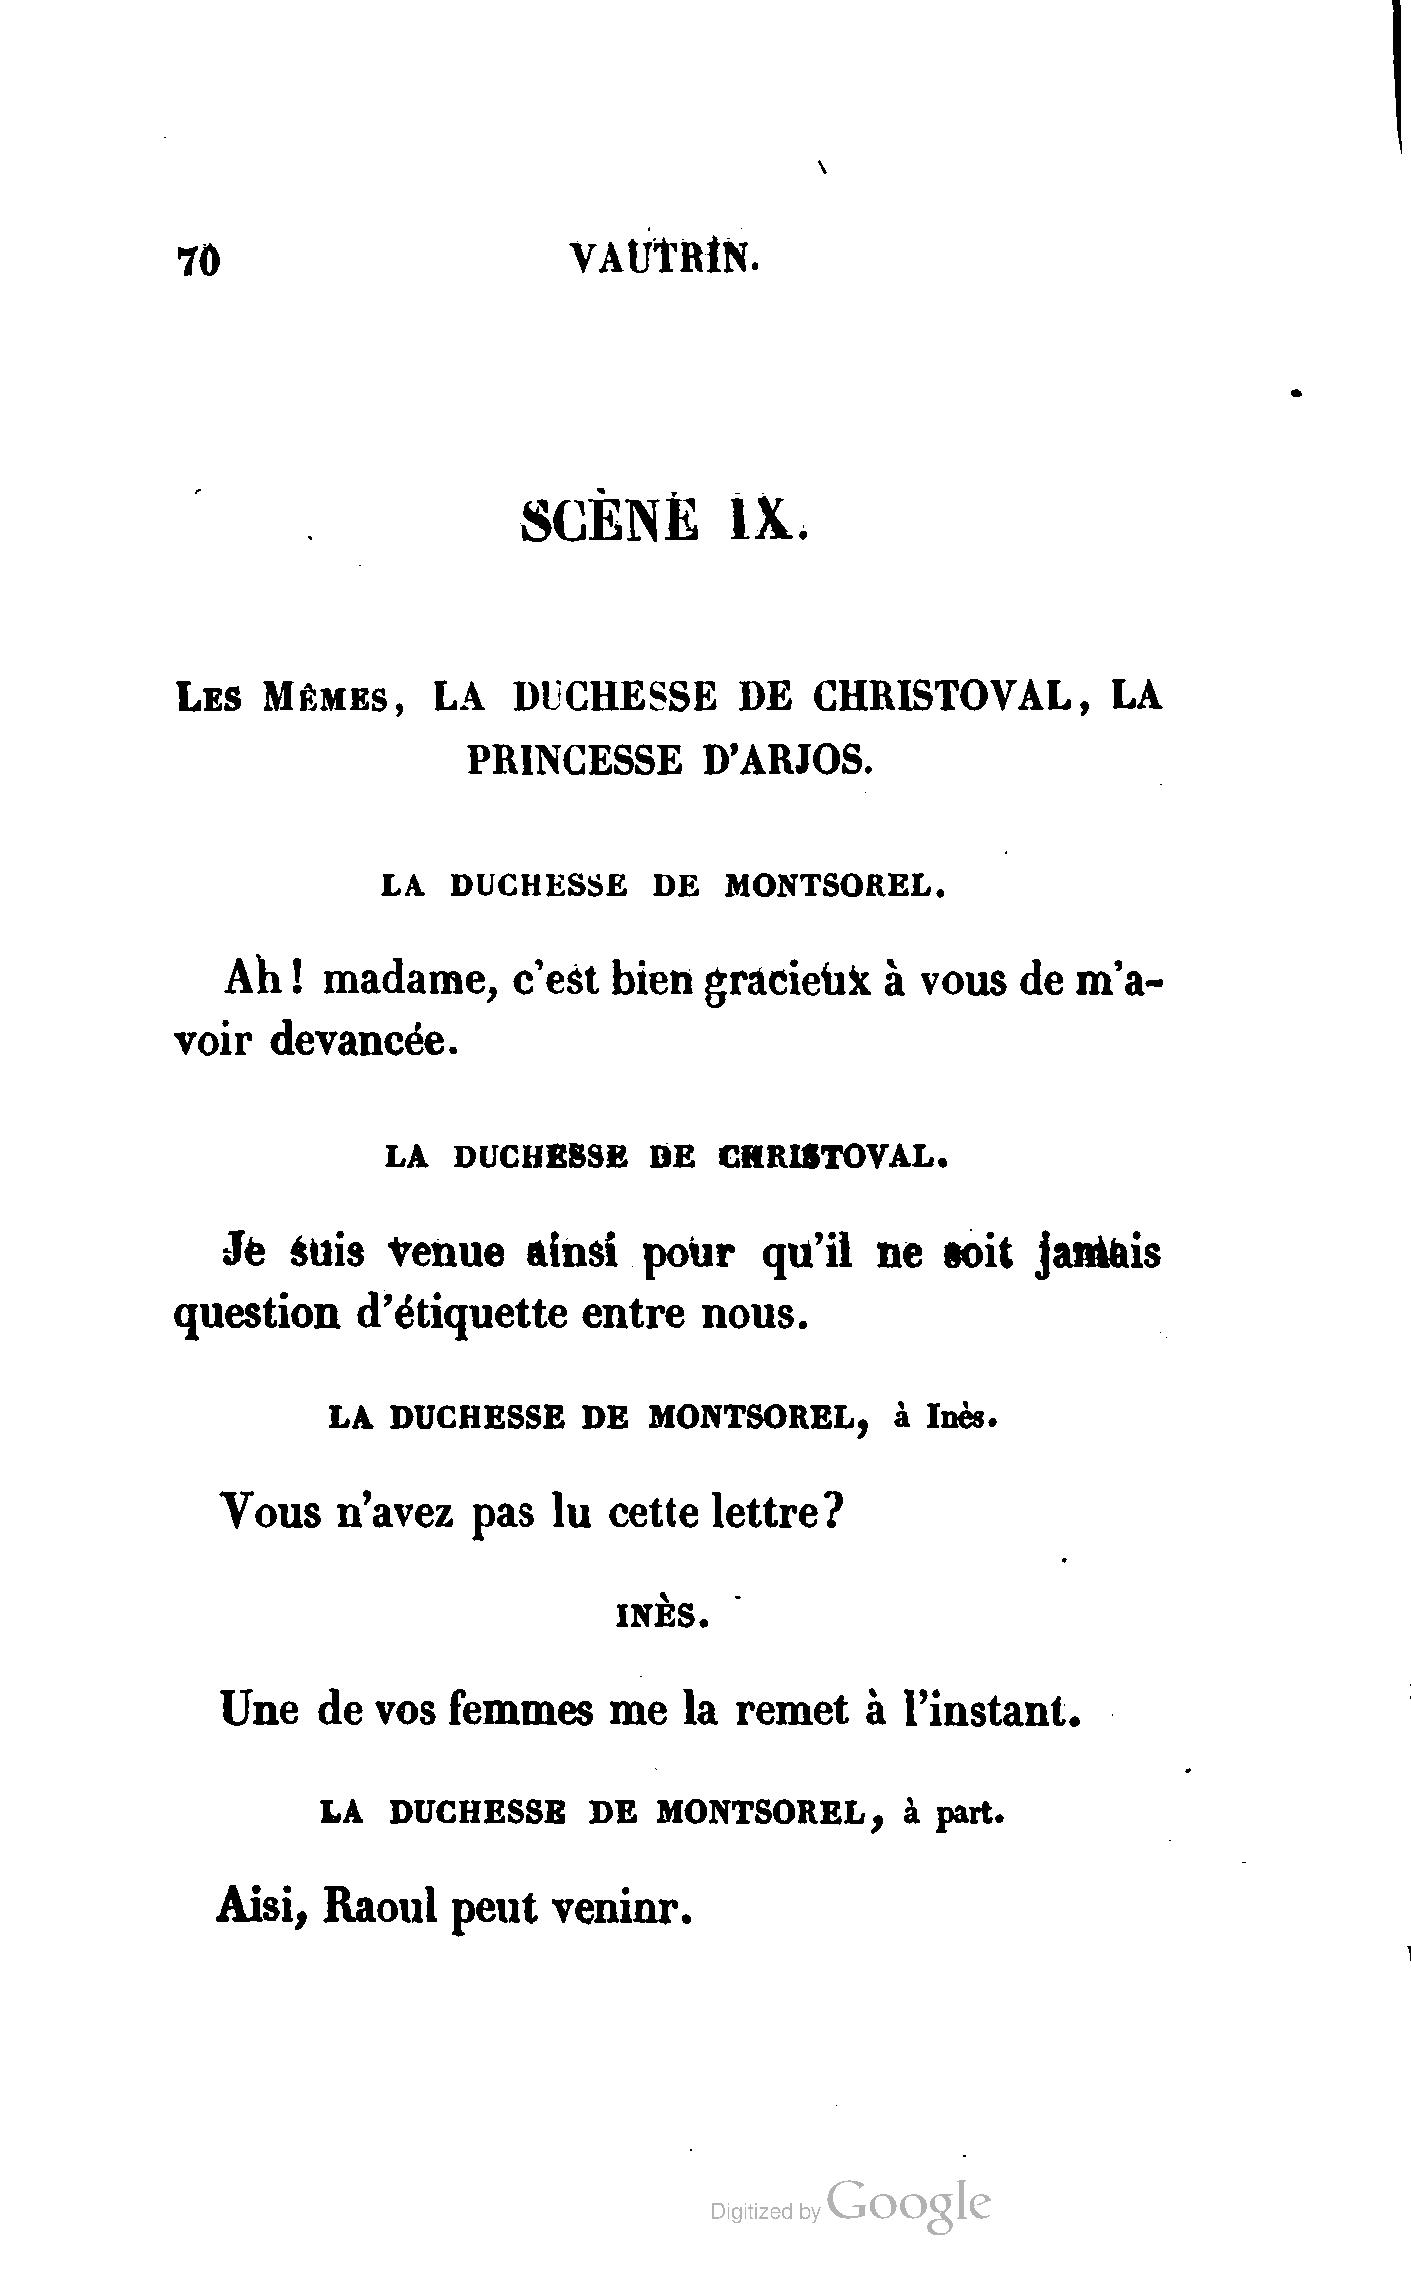 70 VAUTRIN.
SCÈNE IX.
LES MÊMES, LA DUCHESSE DE CHRISTOVAL, LA
PRINCESSE D'ARJOS.
LA DUCHESSE DE MONTSOREL.
Ah! madame, c'est bien gracieux à vous de m'a-
voir devancée.
LA DUCHESSE DE CHRISTOVAL.
Je suis venue ainsi pour qu'il ne soit jamais
question d'étiquette entre nous.
LA DUCHESSE DE MONTSOREL, à Inès.
Vous n'avez pas lu cette lettre?
INÈS.
Une de vos femmes me la remet à l'instant.
LA DUCHESSE DE MONTSOREL, à part.
Aisi, Raoul peut veninr.
Digitized by Google